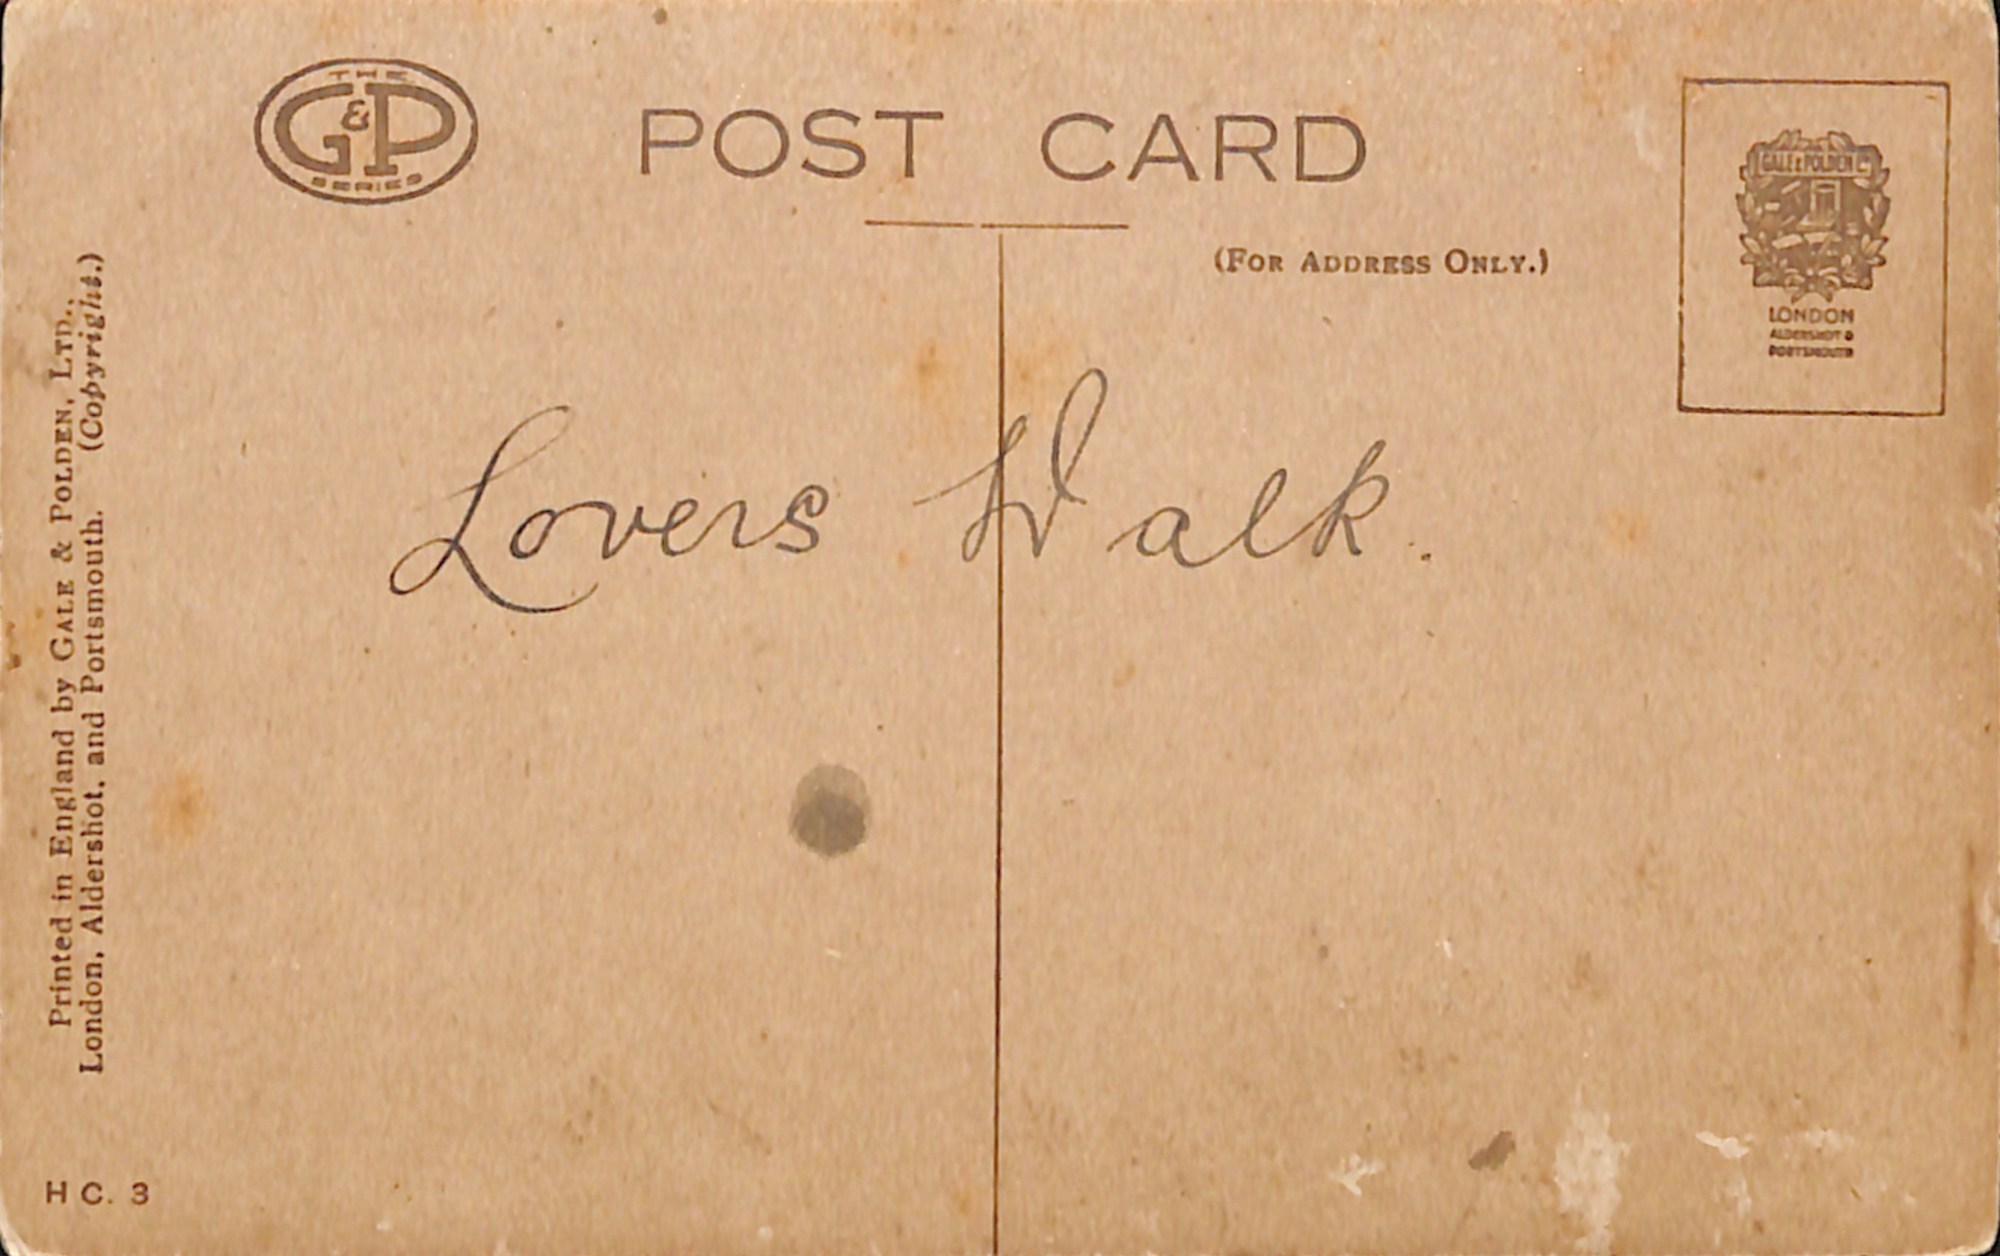 THE
G&P
SERIES
POST CARD
(FOR ADDRESS ONLY.)
GALE & POLDEN LTD
LONDON
ALDERSHOT &
PORTSMOUTH
Lovers Walk.
Printed in England by GALE & POLDEN, LTD.,
London, Aldershot, and Portsmouth. (Copyright.)
H C. 3